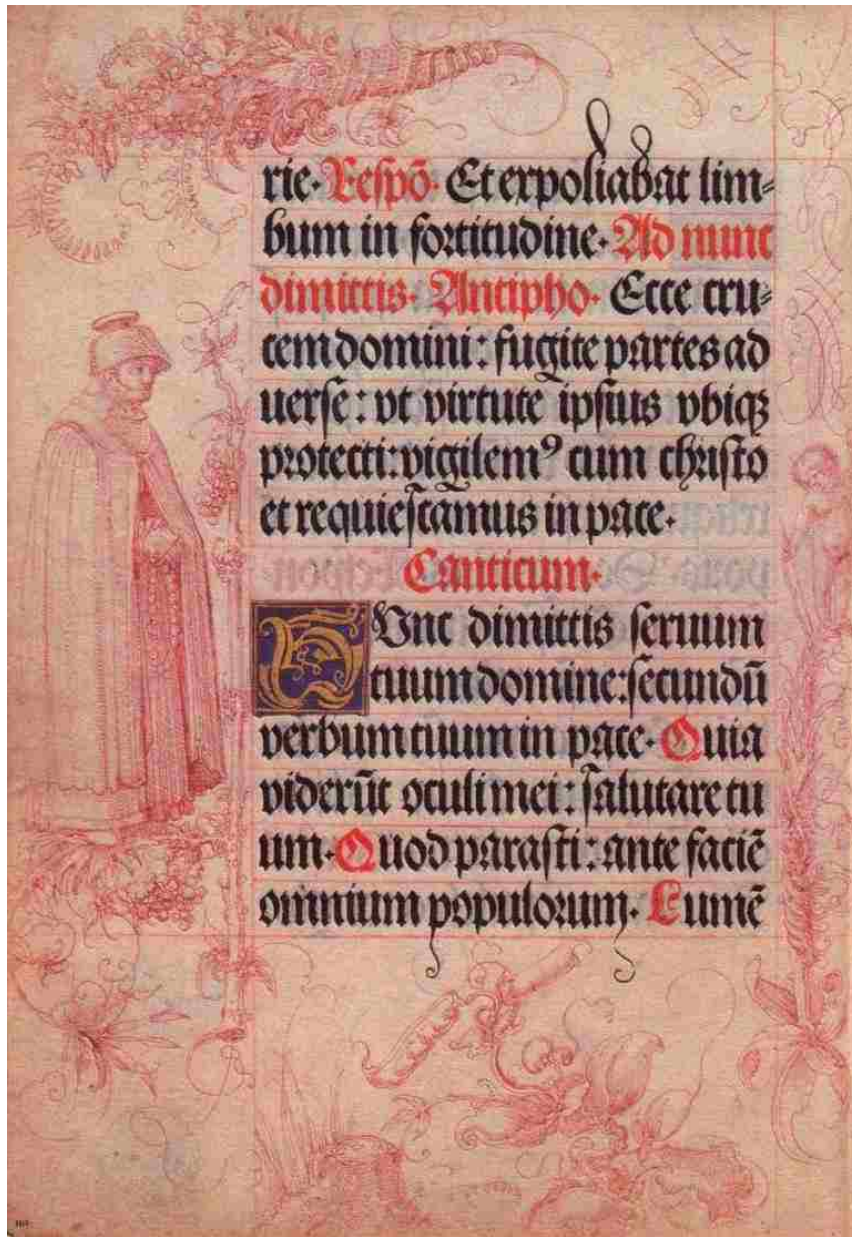 rie. Respō. Et expoliabat lim⸗
bum in fortitudine. Ad nunc
dimittis. Antipho. Ecce cru⸗
cem domini: fugite partes ad
uerse: vt virtute ipsius vbiqꝫ
protecti: vigilemꝰ cum christo
et requiescamus in pace.
Canticum.
NUnc dimittis seruum
tuum domine: secundū
verbum tuum in pace. Quia
viderūt oculi mei: salutare tu
um. Quod parasti: ante faciē
omnium populorum. Lumē